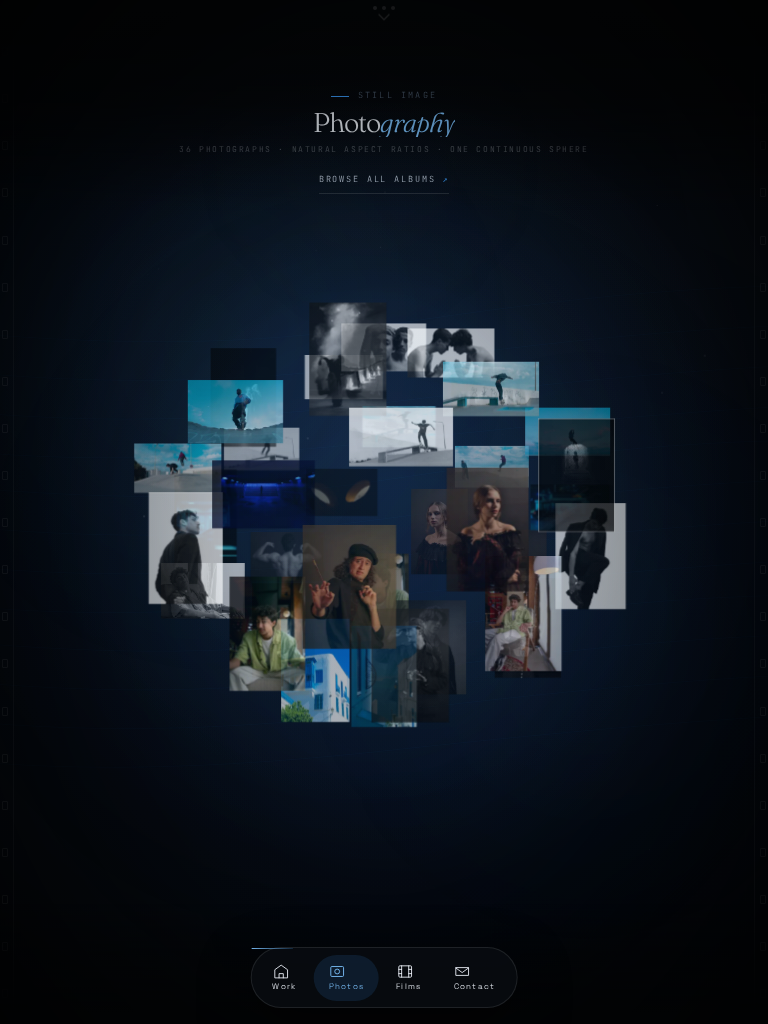 STILL IMAGE
Photography
36 PHOTOGRAPHS · NATURAL ASPECT RATIOS · ONE CONTINUOUS SPHERE
BROWSE ALL ALBUMS ↗
Work
Photos
Films
Contact